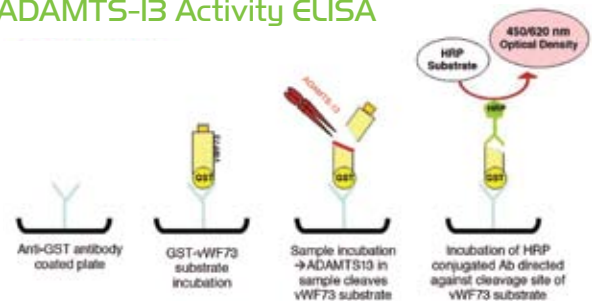 ADAMTS-13 Activity ELISA
450/620 nm
Optical Density
HRP
Substrate
ADAMTS-13
HRP
vWF73
GST
GST
GST
Anti-GST antibody
coated plate
GST-vWF73
substrate
incubation
Sample incubation
→ADAMTS13 in
sample cleaves
vWF73 substrate
Incubation of HRP
conjugated Ab directed
against cleavage site of
vWF73 substrate